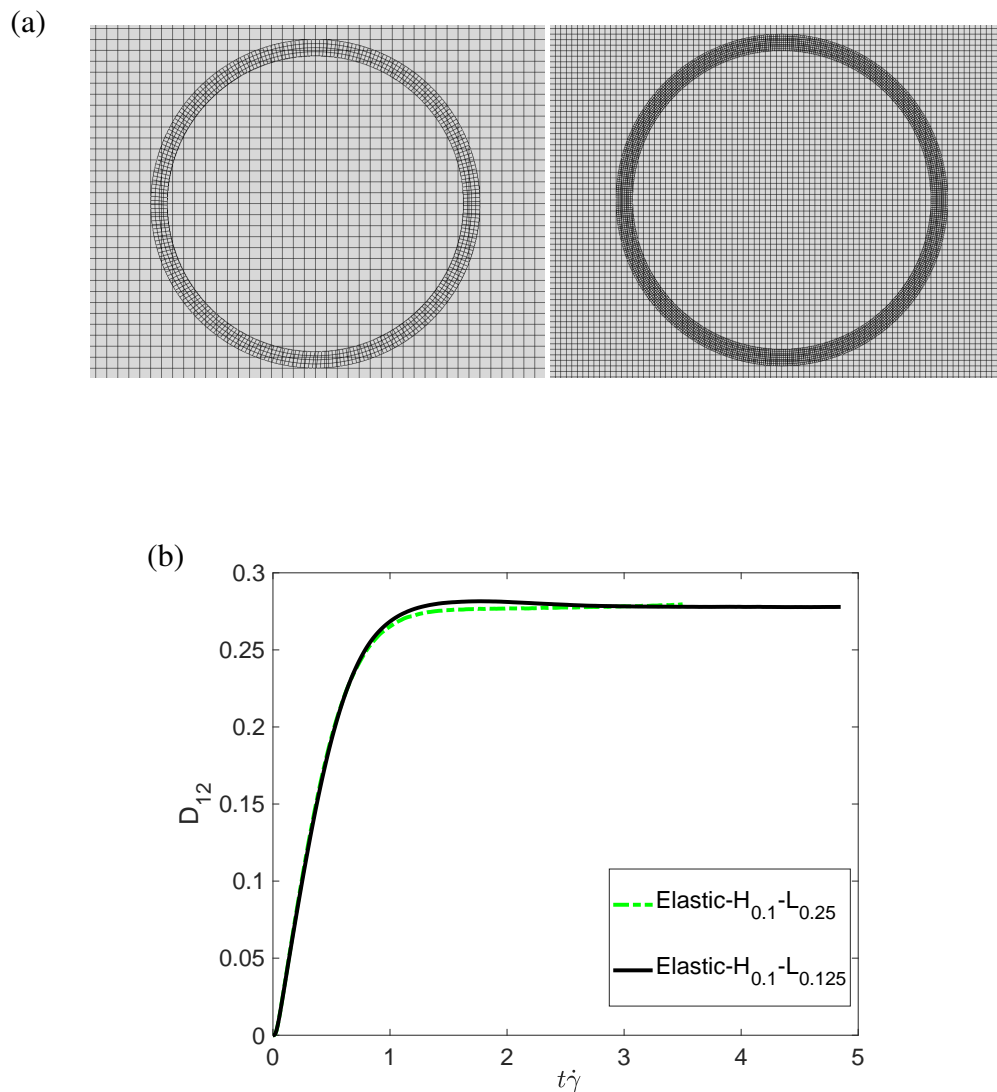 (a)
(b)
0.3
0.25
0.2
0.15
0.1
0.05
0
D₁₂
Elastic-H₀.₁-L₀.₂₅
Elastic-H₀.₁-L₀.₁₂₅
0 1 2 3 4 5
tγ̇